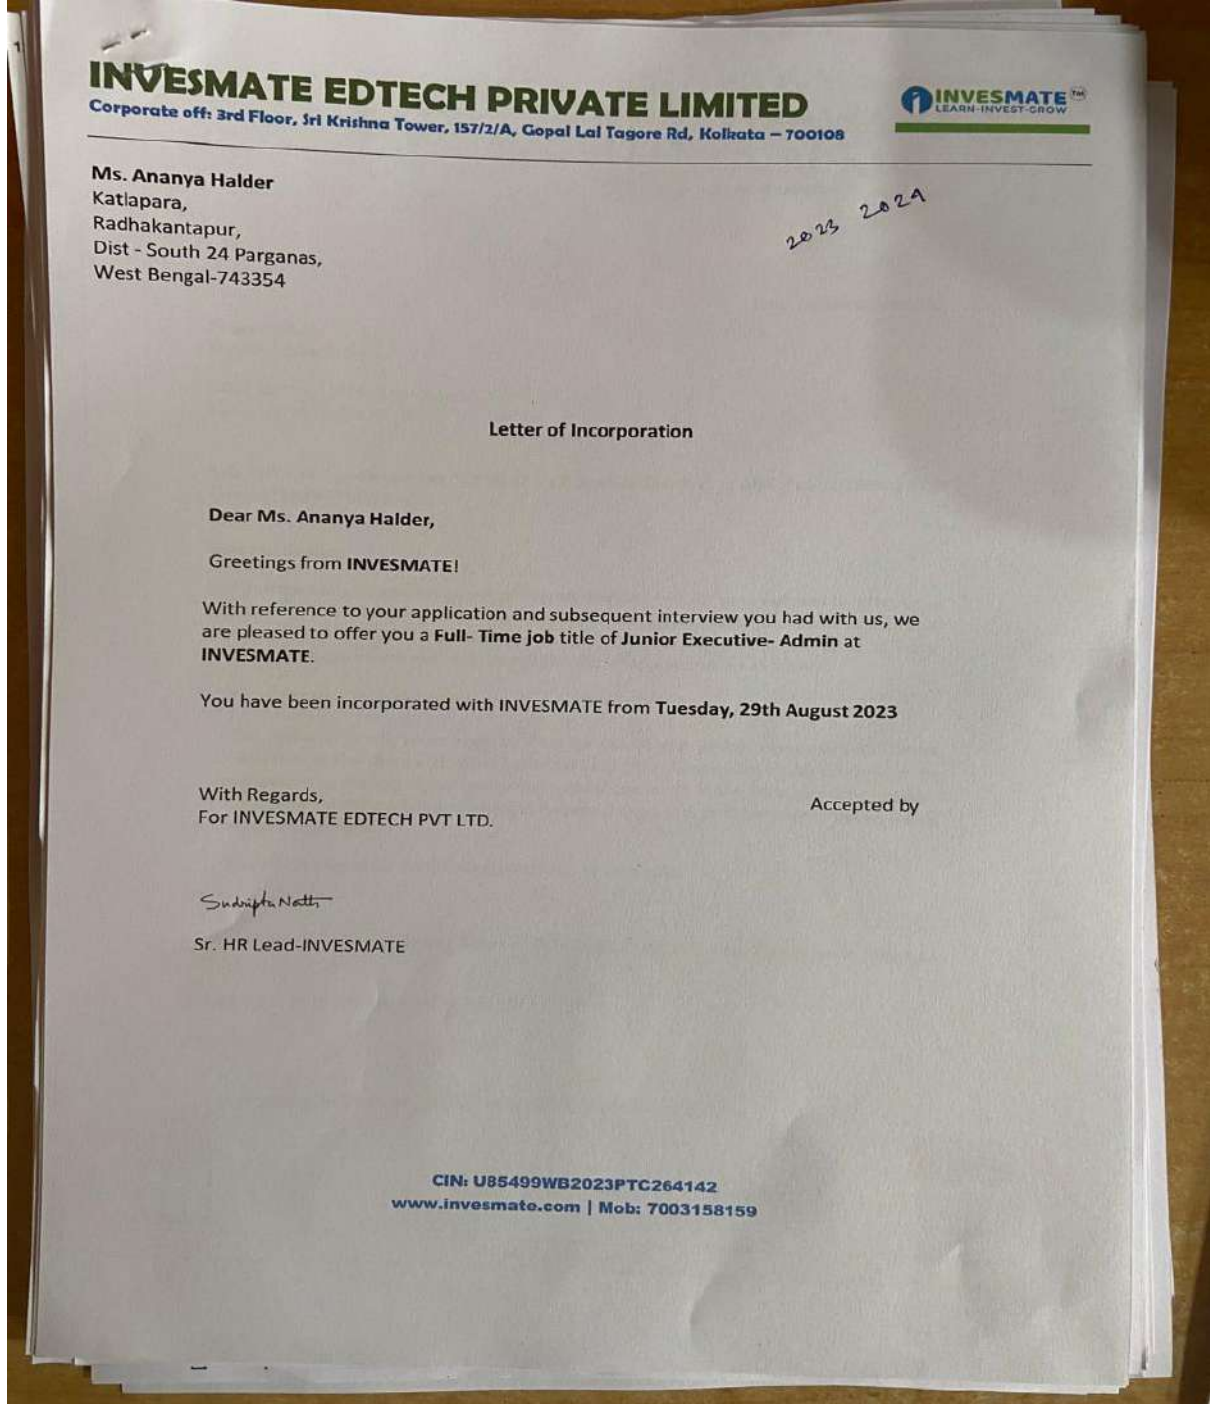 INVESMATE EDTECH PRIVATE LIMITED
Corporate off: 3rd Floor, Sri Krishna Tower, 157/2/A, Gopal Lal Tagore Rd, Kolkata – 700108
INVESMATE™
LEARN-INVEST-GROW
Ms. Ananya Halder
Katlapara,
Radhakantapur,
Dist - South 24 Parganas,
West Bengal-743354
2023 2024
Letter of Incorporation
Dear Ms. Ananya Halder,
Greetings from INVESMATE!
With reference to your application and subsequent interview you had with us, we
are pleased to offer you a Full- Time job title of Junior Executive- Admin at
INVESMATE.
You have been incorporated with INVESMATE from Tuesday, 29th August 2023
With Regards,
For INVESMATE EDTECH PVT LTD.
Accepted by
Sudripta Nath
Sr. HR Lead-INVESMATE
CIN: U85499WB2023PTC264142
www.invesmate.com | Mob: 7003158159